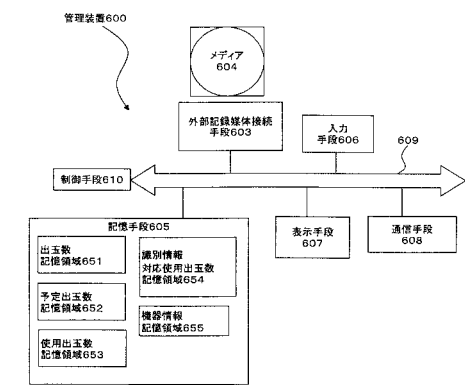 管理装置600
メディア
604
外部記録媒体接続
手段603
入力
手段606
609
制御手段610
記憶手段605
出玉数
記憶領域651
予定出玉数
記憶領域652
使用出玉数
記憶領域653
識別情報
対応使用出玉数
記憶領域654
機器情報
記憶領域655
表示手段
607
通信手段
608